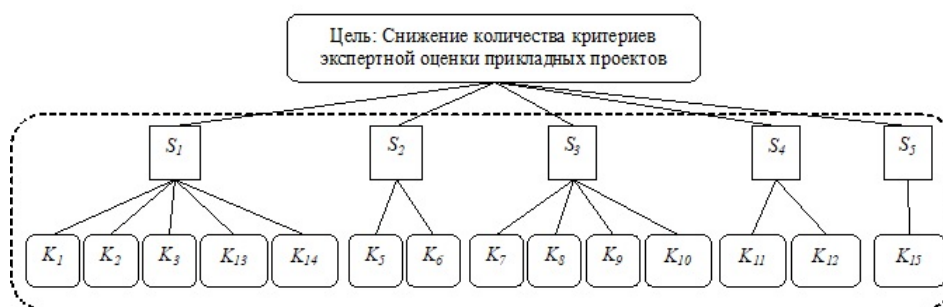 Цель: Снижение количества критериев
экспертной оценки прикладных проектов
S1 S2 S3 S4 S5
K1 K2 K3 K13 K14 K5 K6 K7 K8 K9 K10 K11 K12 K15